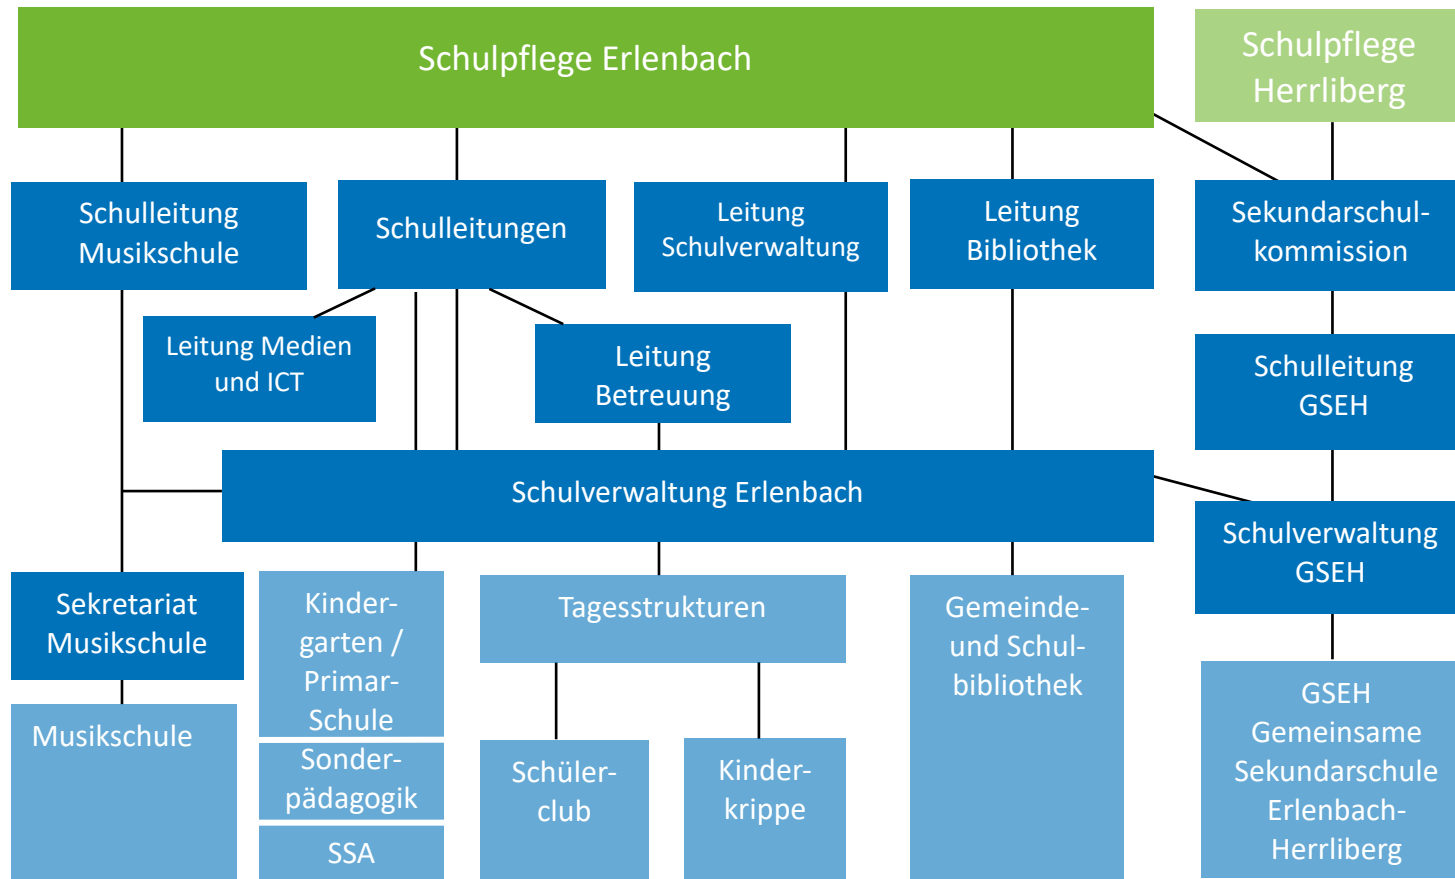 Schulpflege Erlenbach
Schulpflege
Herrliberg
Schulleitung
Musikschule
Schulleitungen
Leitung
Schulverwaltung
Leitung
Bibliothek
Sekundarschul-
kommission
Leitung Medien
und ICT
Leitung
Betreuung
Schulleitung
GSEH
Schulverwaltung Erlenbach
Schulverwaltung
GSEH
Sekretariat
Musikschule
Kinder-
garten /
Primar-
Schule
Tagesstrukturen
Gemeinde-
und Schul-
bibliothek
Musikschule
Sonder-
pädagogik
SSA
Schüler-
club
Kinder-
krippe
GSEH
Gemeinsame
Sekundarschule
Erlenbach-
Herrliberg